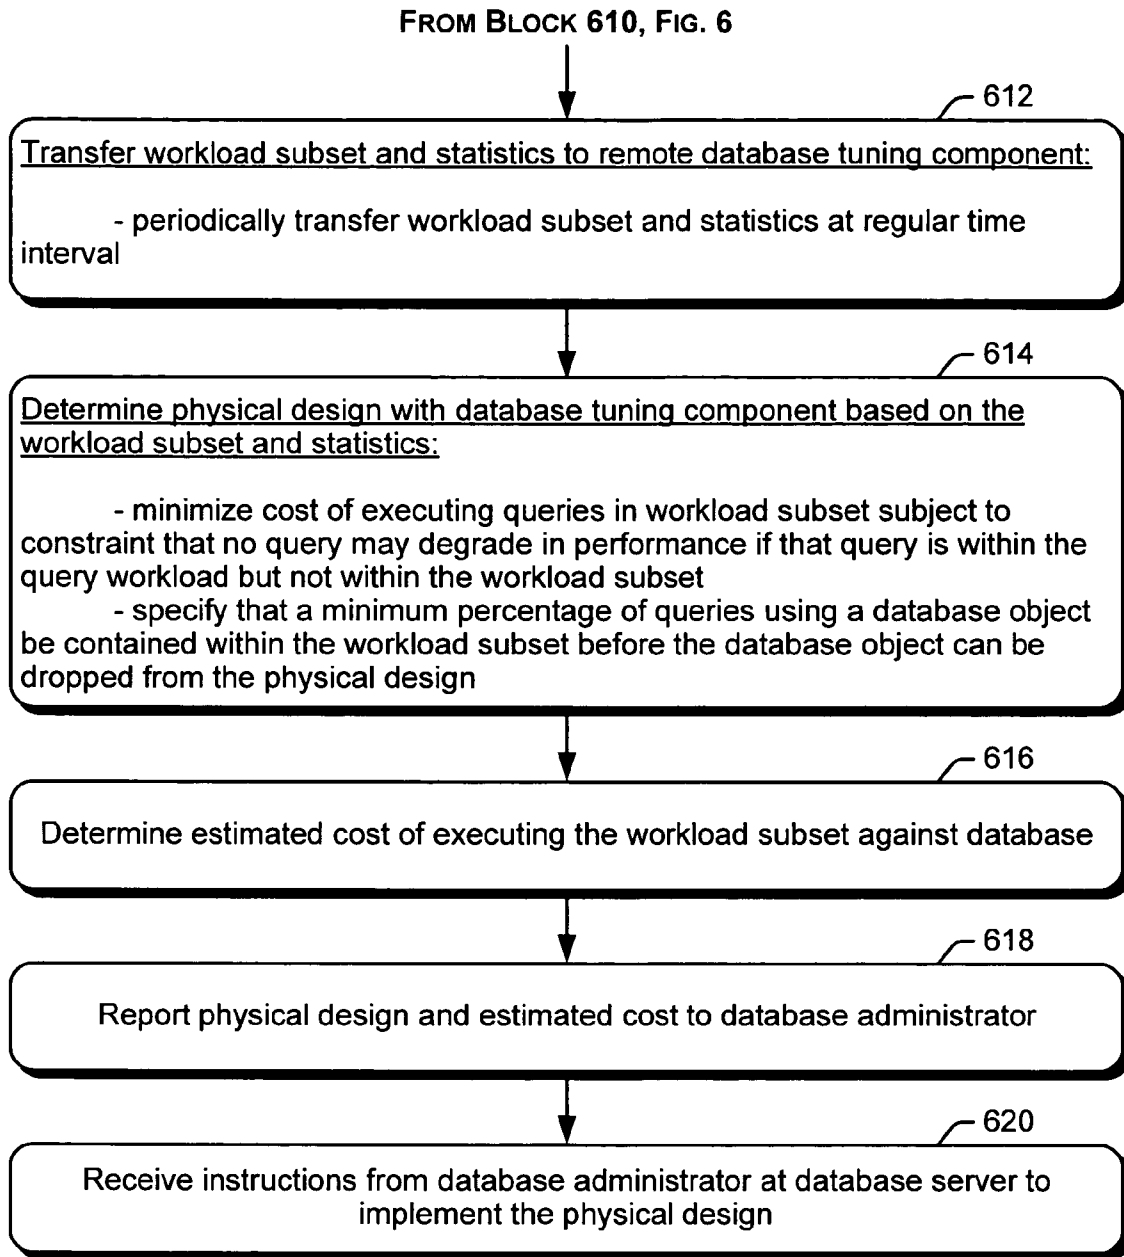 FROM BLOCK 610, FIG. 6
612
Transfer workload subset and statistics to remote database tuning component:
- periodically transfer workload subset and statistics at regular time
interval
614
Determine physical design with database tuning component based on the
workload subset and statistics:
- minimize cost of executing queries in workload subset subject to
constraint that no query may degrade in performance if that query is within the
query workload but not within the workload subset
- specify that a minimum percentage of queries using a database object
be contained within the workload subset before the database object can be
dropped from the physical design
616
Determine estimated cost of executing the workload subset against database
618
Report physical design and estimated cost to database administrator
620
Receive instructions from database administrator at database server to
implement the physical design